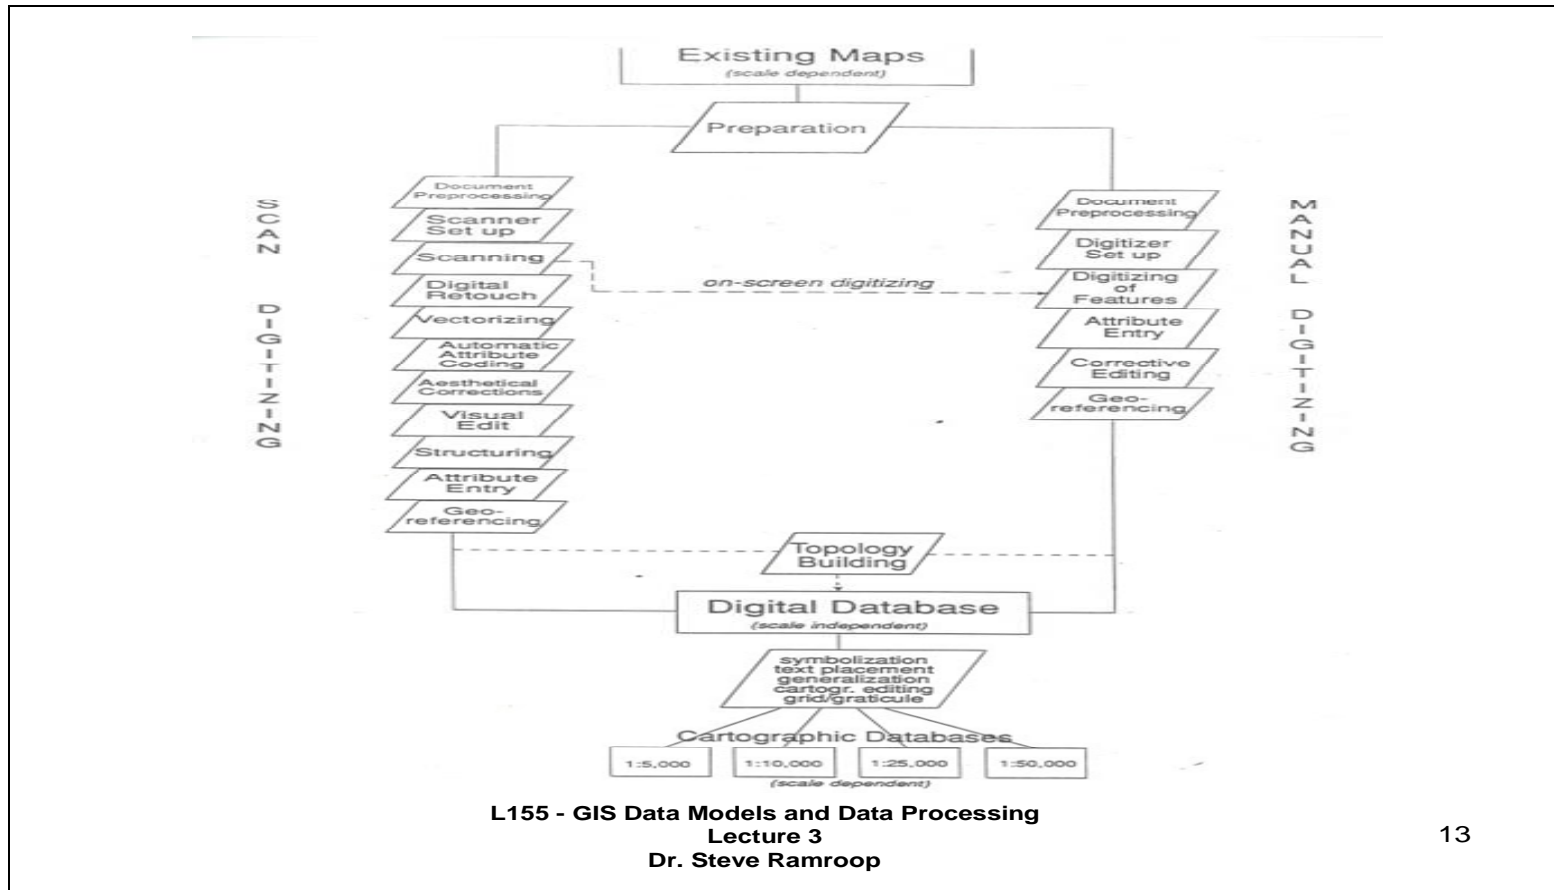 Existing Maps
(scale dependent)
Preparation
SCAN DIGITIZING
Document
Preprocessing
Scanner
Set up
Scanning
Digital
Retouch
Vectorizing
Automatic
Attribute
Coding
Aesthetical
Corrections
Visual
Edit
Structuring
Attribute
Entry
Geo-
referencing
on-screen digitizing
Document
Preprocessing
Digitizer
Set up
Digitizing
of
Features
Attribute
Entry
Corrective
Editing
Geo-
referencing
MANUAL DIGITIZING
Topology
Building
Digital Database
(scale independent)
symbolization
text placement
generalization
cartogr. editing
grid/graticule
Cartographic Databases
1:5,000
1:10,000
1:25,000
1:50,000
(scale dependent)
L155 - GIS Data Models and Data Processing
Lecture 3
Dr. Steve Ramroop
13